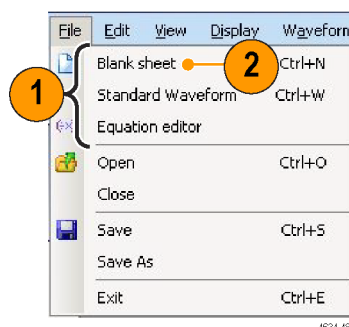 File Edit View Display Waveform
Blank sheet 2 Ctrl+N
1
Standard Waveform Ctrl+W
Equation editor
Open Ctrl+O
Close
Save Ctrl+S
Save As
Exit Ctrl+E